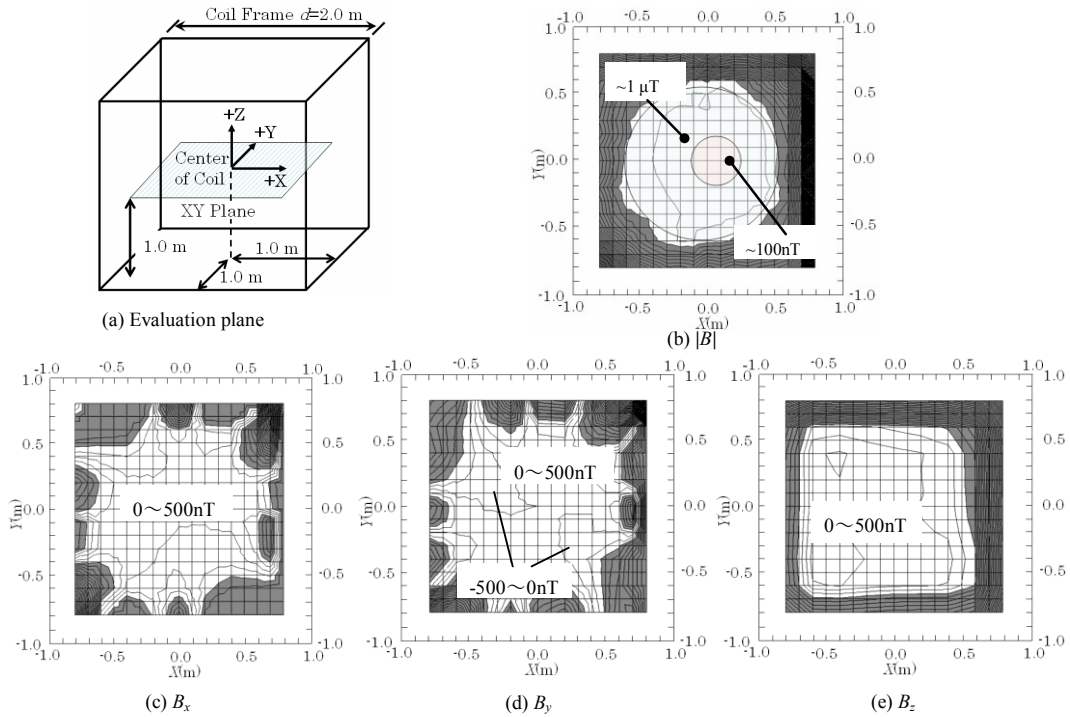 Coil Frame d=2.0 m
+Z
+Y
Center
of Coil
+X
XY Plane
1.0 m
1.0 m
1.0 m
(a) Evaluation plane
-1.0 -0.5 0.0 0.5 1.0
1.0 1.0
~1 μT
0.5 0.5
Y(m) 0.0 0.0
-0.5 -0.5
~100nT
-1.0 -1.0
-1.0 -0.5 0.0 0.5 1.0
X(m)
(b) |B|
-1.0 -0.5 0.0 0.5 1.0
1.0 1.0
0.5 0.5
Y(m) 0.0 0～500nT 0.0
-0.5 -0.5
-1.0 -1.0
-1.0 -0.5 0.0 0.5 1.0
X(m)
(c) Bx
-1.0 -0.5 0.0 0.5 1.0
1.0 1.0
0.5 0.5
0～500nT
Y(m) 0.0 0.0
-0.5 -0.5
-500～0nT
-1.0 -1.0
-1.0 -0.5 0.0 0.5 1.0
X(m)
(d) By
-1.0 -0.5 0.0 0.5 1.0
1.0 1.0
0.5 0.5
Y(m) 0.0 0～500nT 0.0
-0.5 -0.5
-1.0 -1.0
-1.0 -0.5 0.0 0.5 1.0
X(m)
(e) Bz